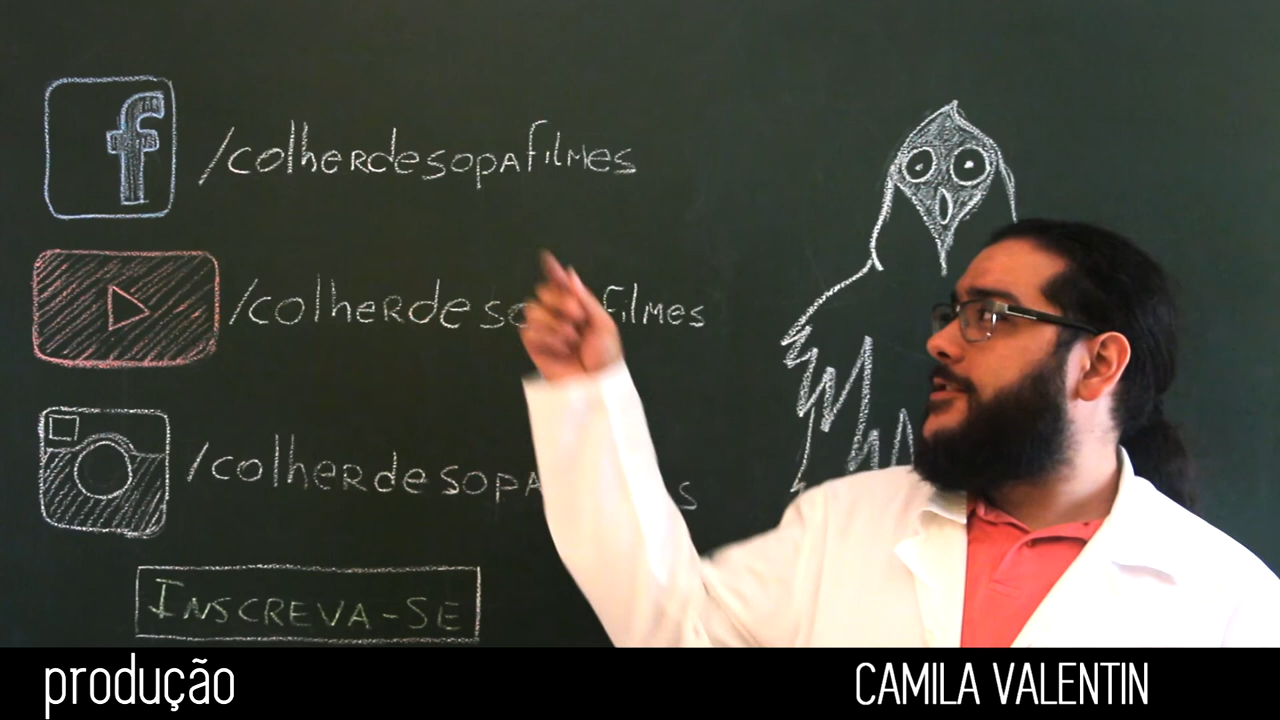 f
/colherdesopafilmes
/colherdeso filmes
/colherdesopa s
INSCREVA-SE
produção
CAMILA VALENTIN